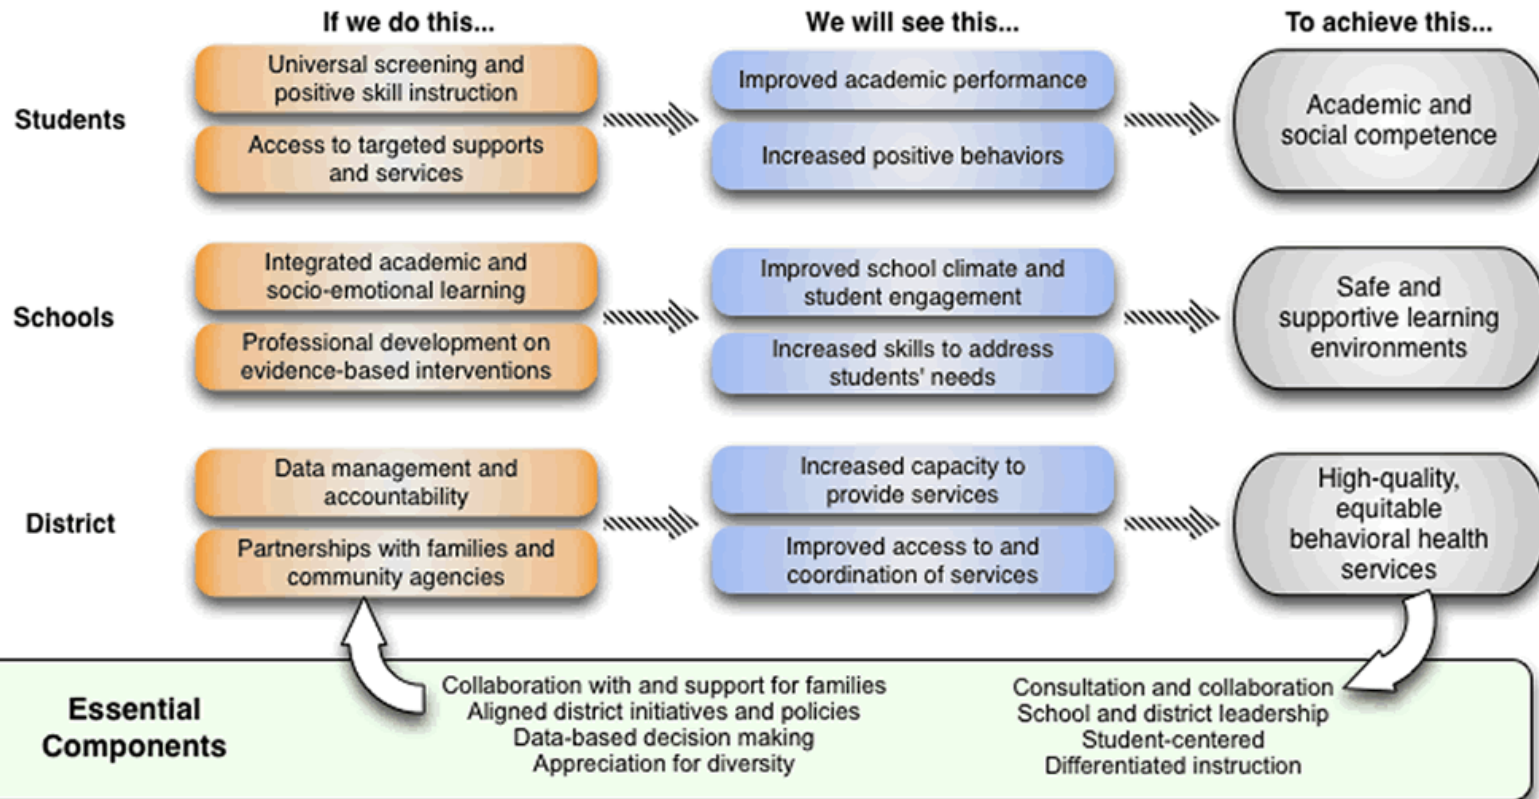 If we do this...
We will see this...
To achieve this...
Students
Universal screening and
positive skill instruction
Access to targeted supports
and services
Improved academic performance
Increased positive behaviors
Academic and
social competence
Schools
Integrated academic and
socio-emotional learning
Professional development on
evidence-based interventions
Improved school climate and
student engagement
Increased skills to address
students' needs
Safe and
supportive learning
environments
District
Data management and
accountability
Partnerships with families and
community agencies
Increased capacity to
provide services
Improved access to and
coordination of services
High-quality,
equitable
behavioral health
services
Essential
Components
Collaboration with and support for families
Aligned district initiatives and policies
Data-based decision making
Appreciation for diversity
Consultation and collaboration
School and district leadership
Student-centered
Differentiated instruction